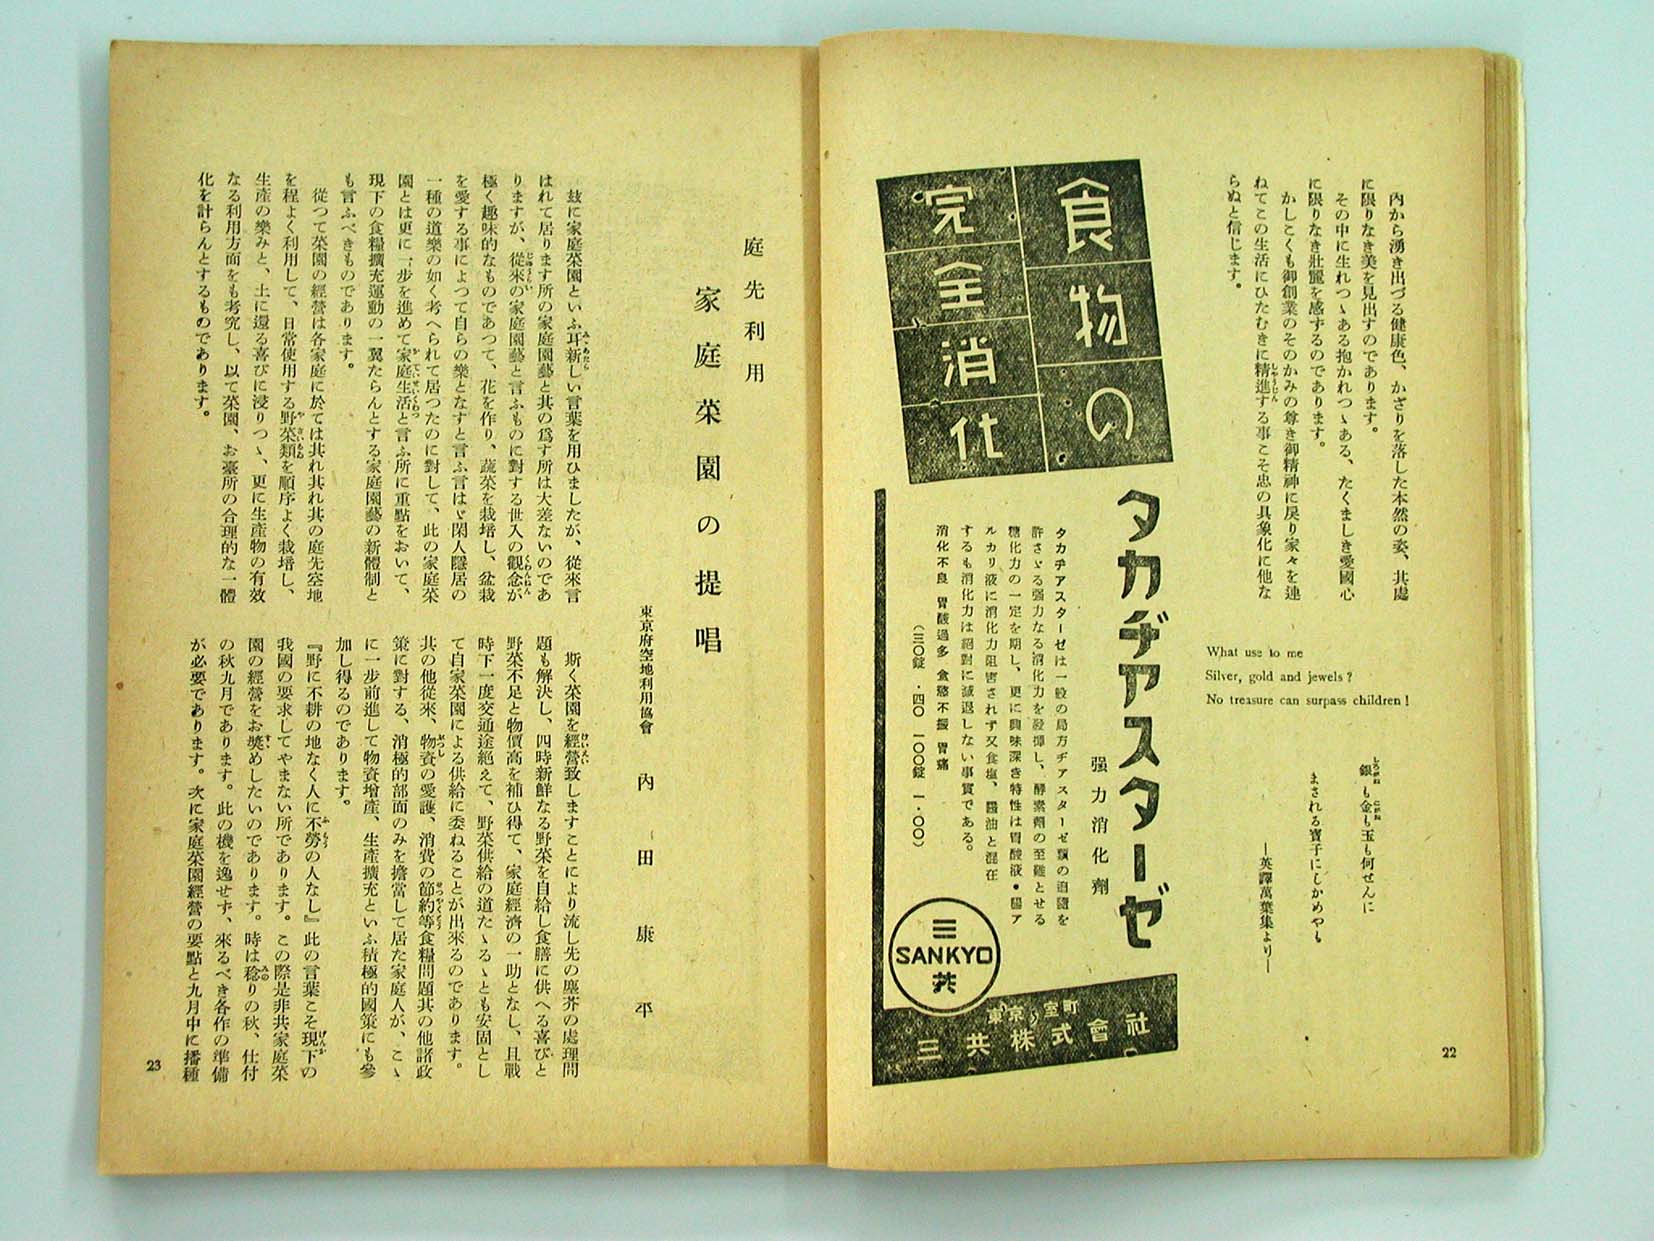 內から湧き出づる健康色、かざりを落した本然の姿、其處
に限りなき美を見出すのであります。
その中に生れつゝある抱かれつゝある、たくましき愛國心
に限りなき壯麗を感ずるのであります。
かしこくも御創業のそのかみの尊き御精神に戻り家々を連
ねてこの生活にひたむきに精進する事こそ忠の具象化に他な
らぬと信じます。
What use to me
Silver, gold and jewels?
No treasure can surpass children!
銀も金も玉も何せんに
まされる寶子にしかめやも
―英譯萬葉集より―
22
食物の
完全消化
タカヂアスターゼ
强力消化劑
タカヂアスターゼは一般の局方ヂアスターゼ類の追隨を
許さゞる强力なる消化力を發揮し、酵素劑の至難とせる
糖化力の一定を期し、更に興味深き特性は胃酸液・腸ア
ルカリ液に消化力阻害されず又食塩、醬油と混在
するも消化力は絕對に減退しない事實である。
消化不良 胃酸過多 食慾不振 胃痛
(三〇錠 ・四〇 一〇〇錠 一・〇〇)
三共
SANKYO
東京・室町
三共株式會社
庭先利用
家庭菜園の提唱
東京府空地利用協會 內田康平
玆に家庭菜園といふ耳新しい言葉を用ひましたが、從來言
はれて居ります所の家庭園藝と其の爲す所は大差ないのであ
りますが、從來の家庭園藝と言ふものに對する世人の觀念が
極く趣味的なものであつて、花を作り、蔬菜を栽培し、盆栽
を愛する事によつて自らの樂となすと言ふ言はゞ閑人隱居の
一種の道樂の如く考へられて居つたのに對して、此の家庭菜
園とは更に一步を進めて家庭生活と言ふ所に重點をおいて、
現下の食糧擴充運動の一翼たらんとする家庭園藝の新體制と
も言ふべきものであります。
從つて菜園の經營は各家庭に於ては其れ其れ其の庭先空地
を程よく利用して、日常使用する野菜類を順序よく栽培し、
生產の樂みと、土に還る喜びに浸りつゝ、更に生產物の有效
なる利用方面をも考究し、以て菜園、お臺所の合理的な一體
化を計らんとするものであります。
斯く菜園を經營致しますことにより流し先の塵芥の處理問
題も解決し、四時新鮮なる野菜を自給し食膳に供へる喜びと
野菜不足と物價高を補ひ得て、家庭經濟の一助となし、且戰
時下一度交通途絕えて、野菜供給の道たゝるゝとも安固とし
て自家菜園による供給に委ねることが出來るのであります。
其の他從來、物資の愛護、消費の節約等食糧問題其の他諸政
策に對する、消極的部面のみを擔當して居た家庭人が、こゝ
に一步前進して物資增產、生產擴充といふ積極的國策にも參
加し得るのであります。
『野に不耕の地なく人に不勞の人なし』此の言葉こそ現下の
我國の要求してやまない所であります。この際是非共家庭菜
園の經營をお奬めしたいのであります。時は稔りの秋、仕付
の秋九月であります。此の機を逸せず、來るべき各作の準備
が必要であります。次に家庭菜園經營の要點と九月中に播種
23